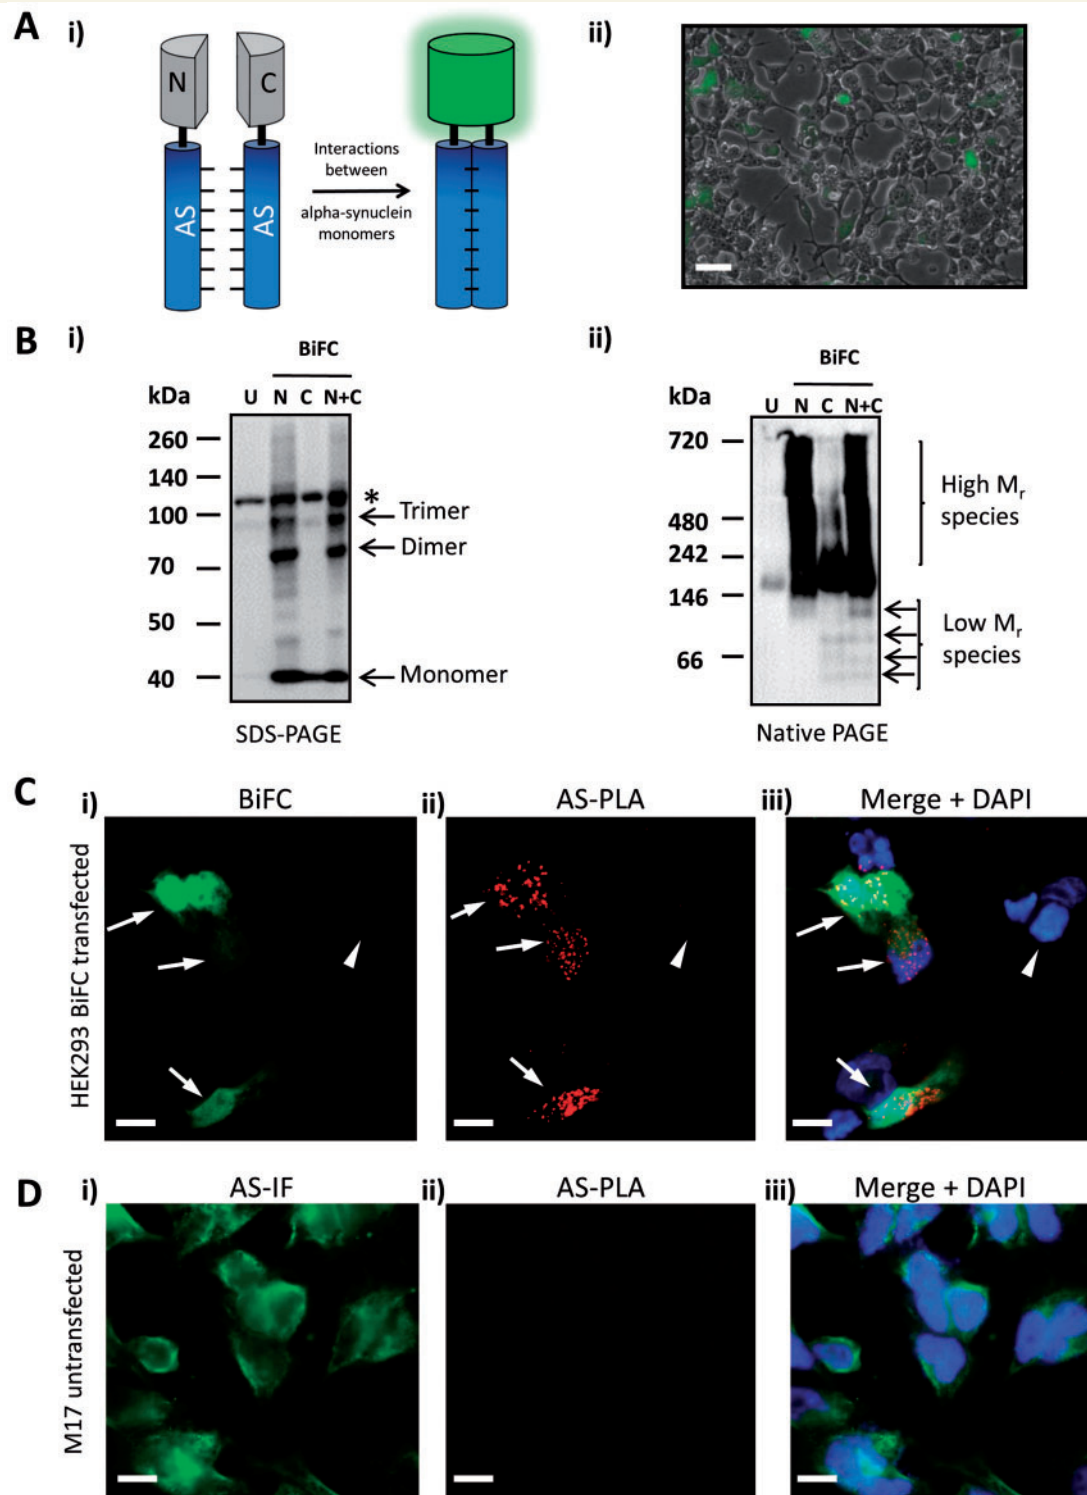 A
i)
ii)
N
C
AS
AS
Interactions
between
alpha-synuclein
monomers
B
i)
BiFC
kDa
U N C N+C
260
140
100
70
50
40
*
Trimer
Dimer
Monomer
SDS-PAGE
ii)
BiFC
kDa
U N C N+C
720
480
242
146
66
High Mr
species
Low Mr
species
Native PAGE
C
i)
BiFC
ii)
AS-PLA
iii)
Merge + DAPI
HEK293 BiFC transfected
D
i)
AS-IF
ii)
AS-PLA
iii)
Merge + DAPI
M17 untransfected